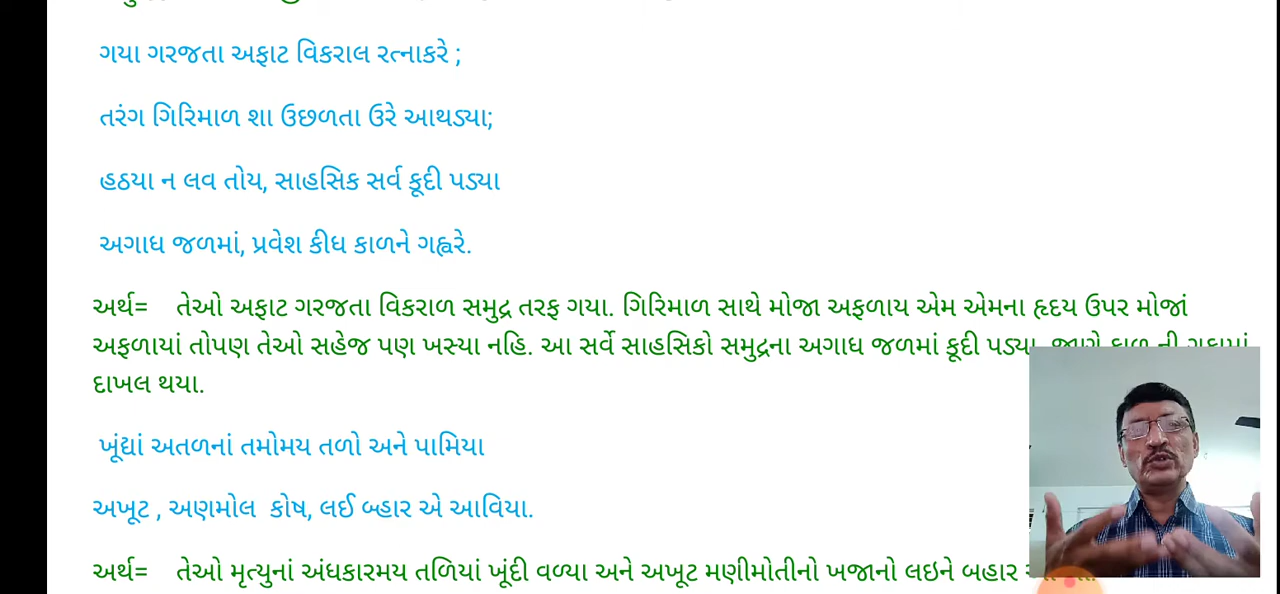 ગયા ગરજતા અફાટ વિકરાલ રત્નાકરે ;
તરંગ ગિરિમાળ શા ઉછળતા ઉરે આથડ્યા;
હઠયા ન લવ તોય, સાહસિક સર્વ કૂદી પડ્યા
અગાધ જળમાં, પ્રવેશ કીધ કાળને ગહ્વરે.
અર્થ= તેઓ અફાટ ગરજતા વિકરાળ સમુદ્ર તરફ ગયા. ગિરિમાળ સાથે મોજા અફળાય એમ એમના હૃદય ઉપર મોજાં
અફળાયાં તોપણ તેઓ સહેજ પણ ખસ્યા નહિ. આ સર્વે સાહસિકો સમુદ્રના અગાધ જળમાં કૂદી પડ્યા
દાખલ થયા.
ખૂંદ્યાં અતળનાં તમોમય તળો અને પામિયા
અખૂટ , અણમોલ કોષ, લઈ બ્હાર એ આવિયા.
અર્થ= તેઓ મૃત્યુનાં અંધકારમય તળિયાં ખૂંદી વળ્યા અને અખૂટ મણીમોતીનો ખજાનો લઇને બહાર